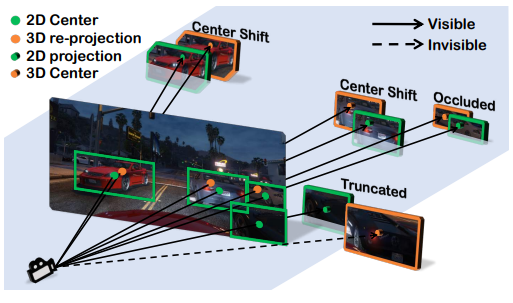 2D Center
3D re-projection
2D projection
3D Center
Center Shift
Visible
Invisible
Center Shift
Occluded
Truncated